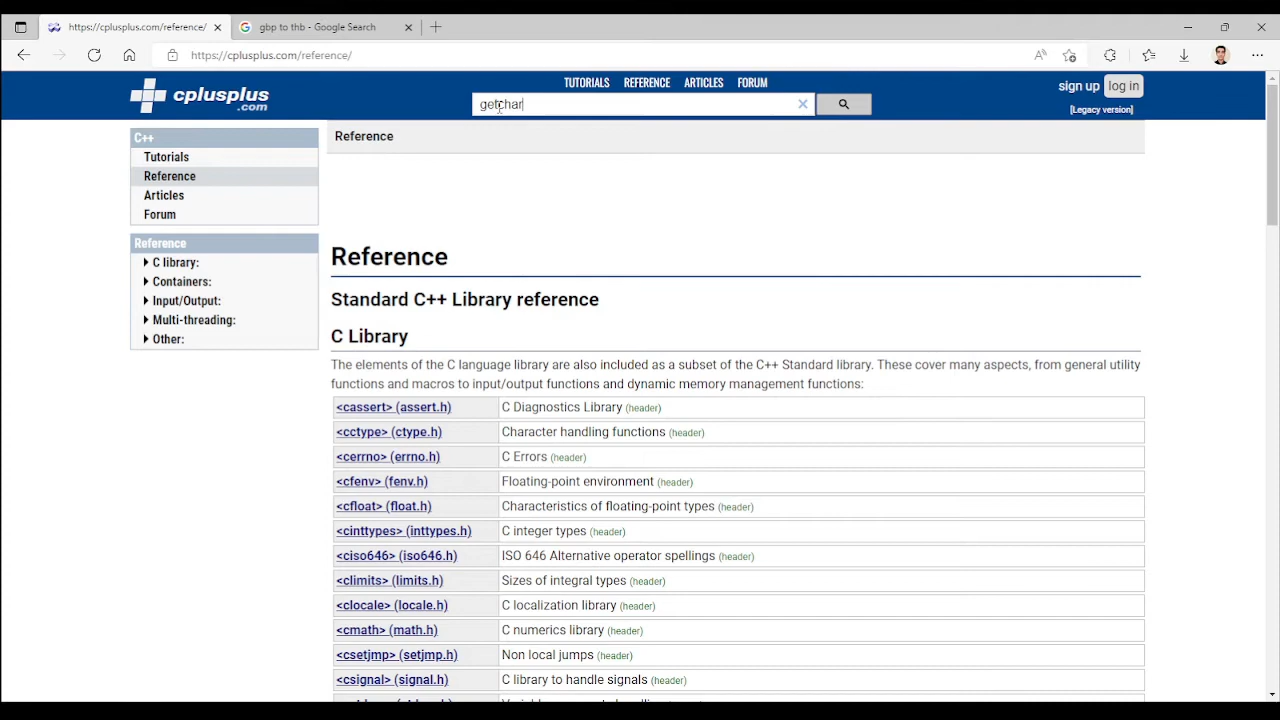 https://cplusplus.com/reference/
gbp to thb - Google Search
https://cplusplus.com/reference/
cplusplus
.com
TUTORIALS REFERENCE ARTICLES FORUM
getchar
sign up log in
[Legacy version]
C++
Tutorials
Reference
Articles
Forum
Reference
C library:
Containers:
Input/Output:
Multi-threading:
Other:
Reference
Reference
Standard C++ Library reference
C Library
The elements of the C language library are also included as a subset of the C++ Standard library. These cover many aspects, from general utility
functions and macros to input/output functions and dynamic memory management functions:
<cassert> (assert.h) C Diagnostics Library (header)
<cctype> (ctype.h) Character handling functions (header)
<cerrno> (errno.h) C Errors (header)
<cfenv> (fenv.h) Floating-point environment (header)
<cfloat> (float.h) Characteristics of floating-point types (header)
<cinttypes> (inttypes.h) C integer types (header)
<ciso646> (iso646.h) ISO 646 Alternative operator spellings (header)
<climits> (limits.h) Sizes of integral types (header)
<clocale> (locale.h) C localization library (header)
<cmath> (math.h) C numerics library (header)
<csetjmp> (setjmp.h) Non local jumps (header)
<csignal> (signal.h) C library to handle signals (header)